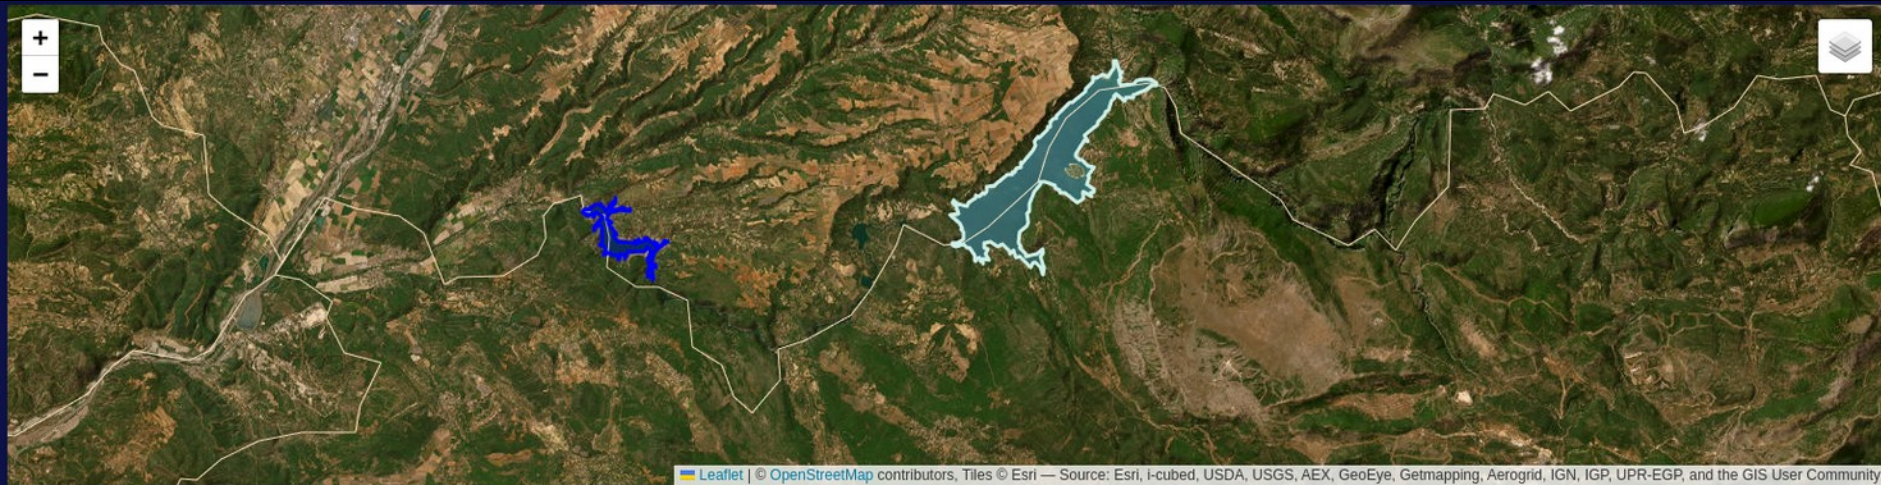 +
−
Leaflet | © OpenStreetMap contributors, Tiles © Esri — Source: Esri, i-cubed, USDA, USGS, AEX, GeoEye, Getmapping, Aerogrid, IGN, IGP, UPR-EGP, and the GIS User Community